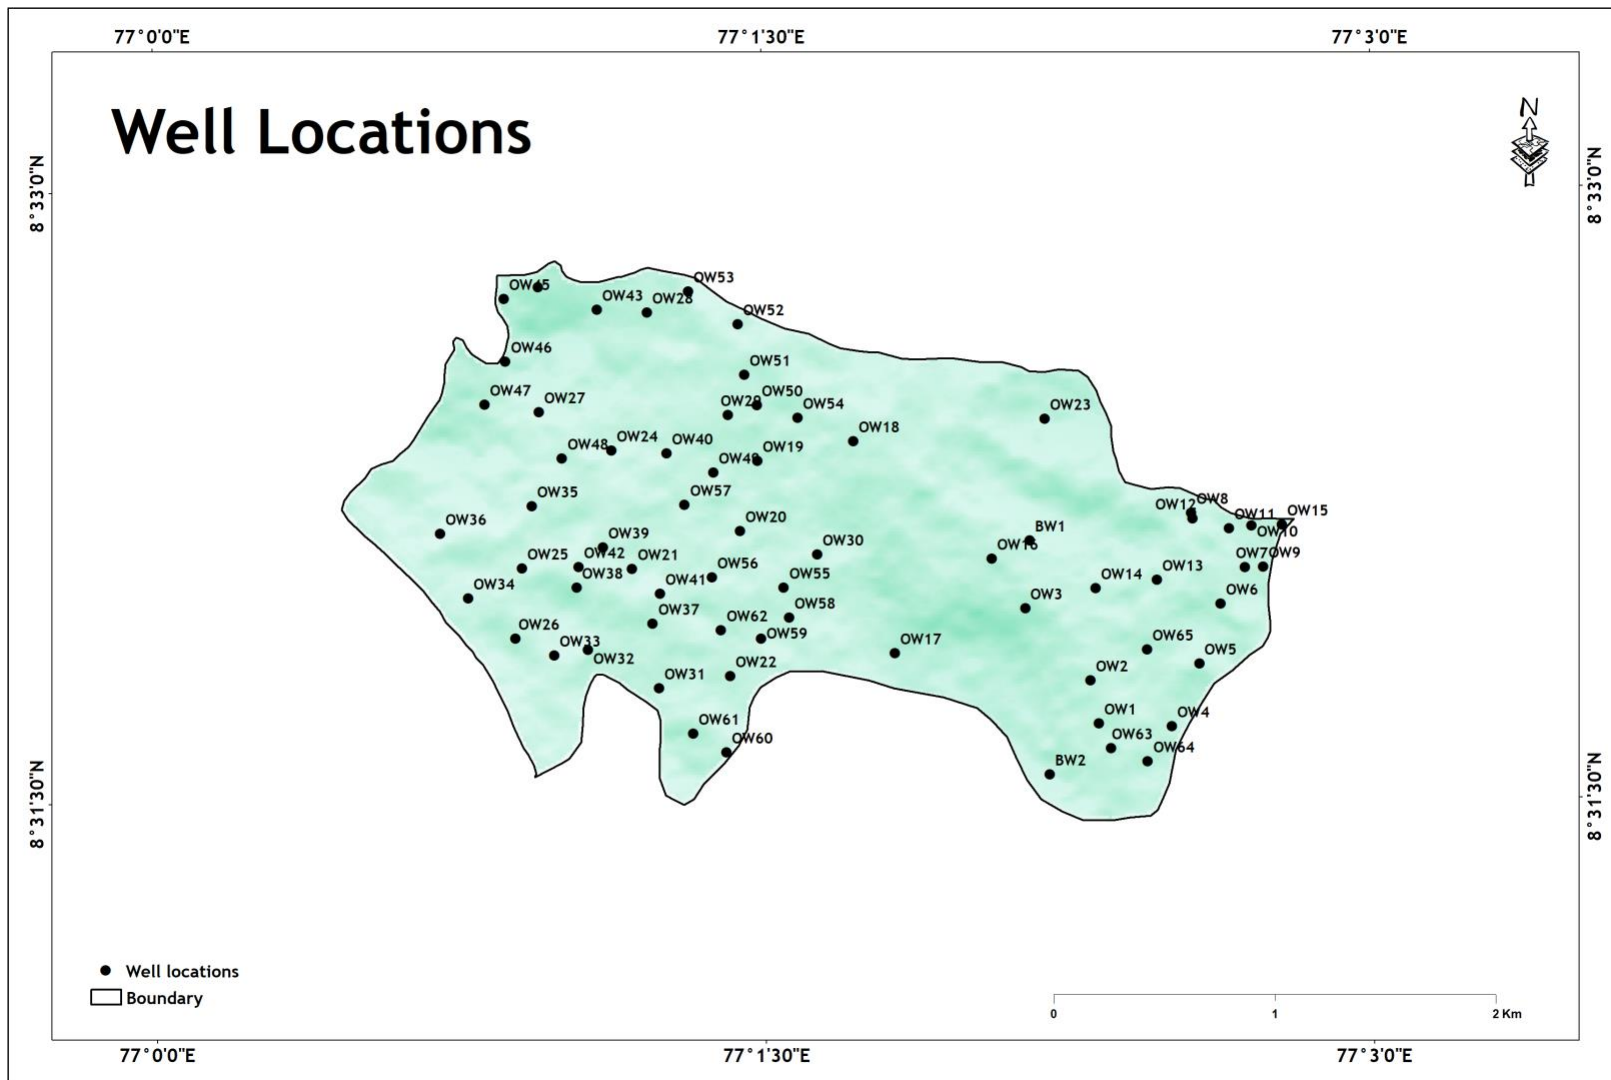 77°0'0"E
77°1'30"E
77°3'0"E
Well Locations
N
8°33'0"N
8°33'0"N
OW53
OW45
OW43
OW28
OW52
OW46
OW51
OW47
OW27
OW50
OW29
OW54
OW23
OW18
OW48
OW24
OW40
OW49
OW19
OW35
OW57
OW8
OW12
OW15
OW11
OW10
OW36
OW20
BW1
OW39
OW30
OW16
OW25
OW42
OW21
OW7
OW9
OW38
OW56
OW13
OW34
OW41
OW55
OW14
OW6
OW3
OW37
OW58
OW26
OW62
OW59
OW33
OW32
OW17
OW65
OW5
OW31
OW22
OW2
OW61
OW60
OW1
OW4
OW63
OW64
BW2
8°31'30"N
8°31'30"N
Well locations
Boundary
0 1 2 Km
77°0'0"E
77°1'30"E
77°3'0"E